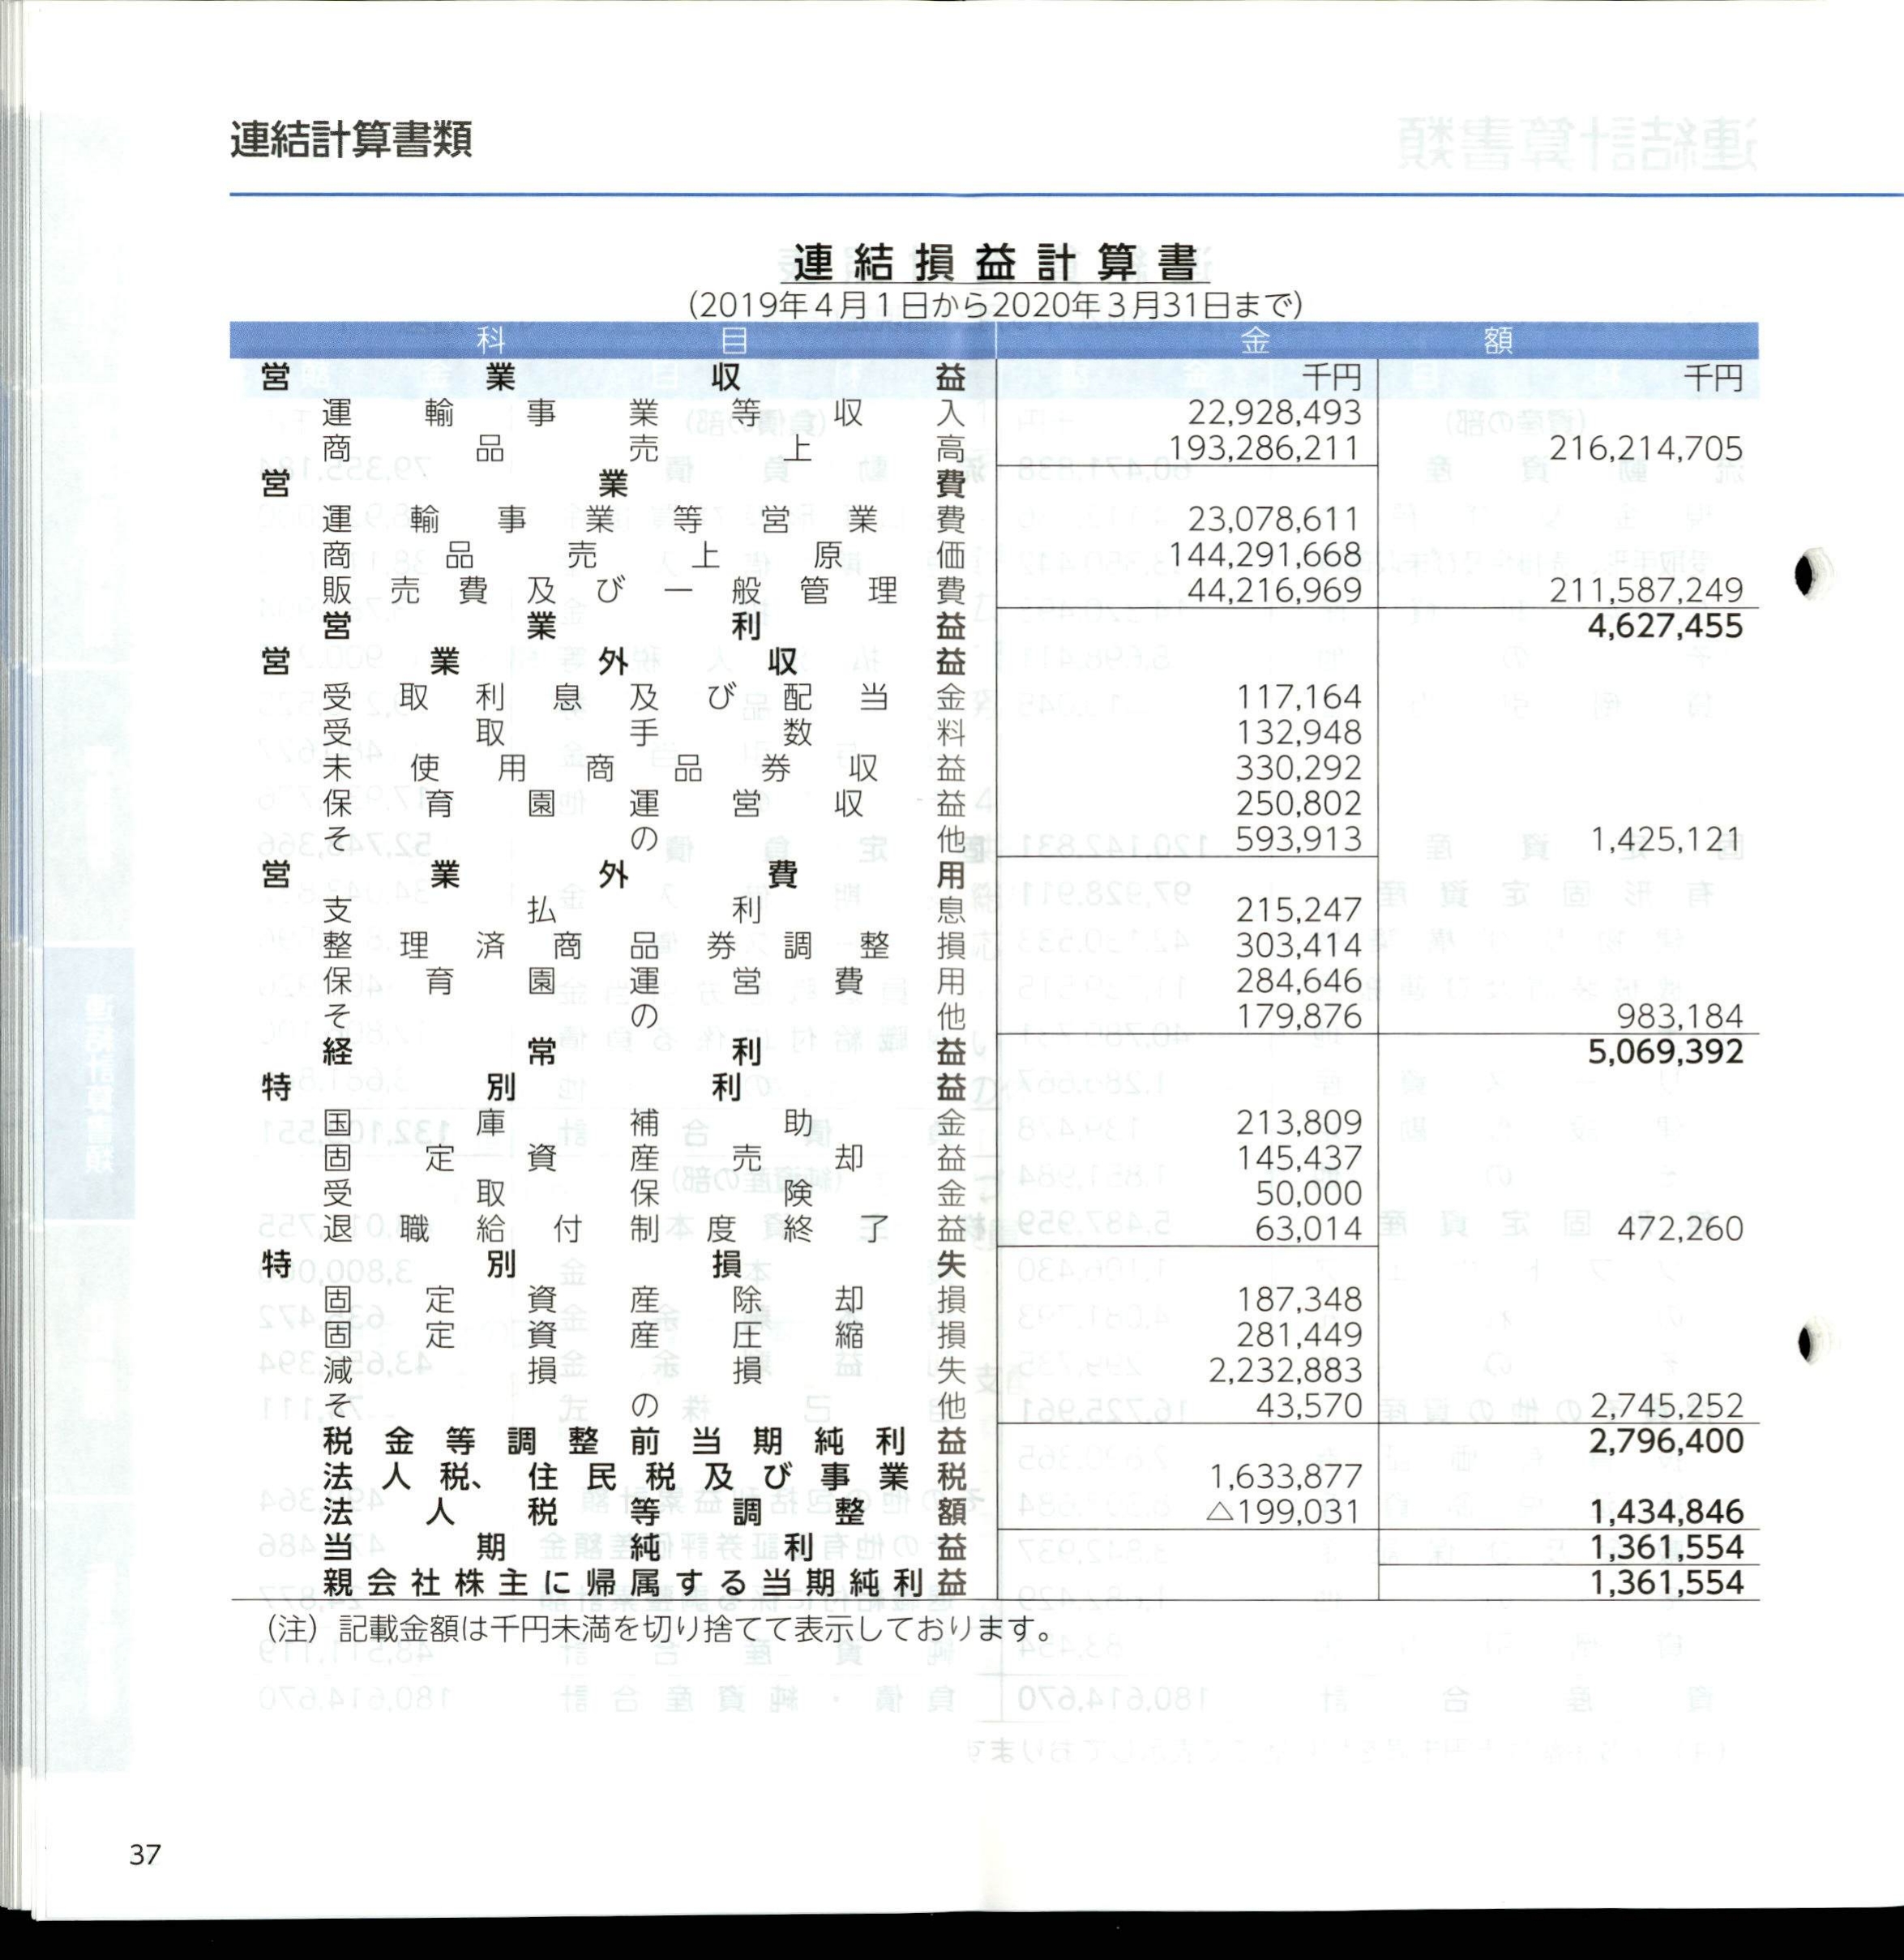 連結計算書類
連結損益計算書
(2019年4月1日から2020年3月31日まで)
科目 金額
営業収益 千円 千円
運輸事業等収入 22,928,493
商品売上高 193,286,211 216,214,705
営業費
運輸事業等営業費 23,078,611
商品売上原価 144,291,668
販売費及び一般管理費 44,216,969 211,587,249
営業利益 4,627,455
営業外収益
受取利息及び配当金 117,164
受取手数料 132,948
未使用商品券収益 330,292
保育園運営収益 250,802
その他 593,913 1,425,121
営業外費用
支払利息 215,247
整理済商品券調整損 303,414
保育園運営費用 284,646
その他 179,876 983,184
経常利益 5,069,392
特別利益
国庫補助金 213,809
固定資産売却益 145,437
受取保険金 50,000
退職給付制度終了益 63,014 472,260
特別損失
固定資産除却損 187,348
固定資産圧縮損 281,449
減損損失 2,232,883
その他 43,570 2,745,252
税金等調整前当期純利益 2,796,400
法人税、住民税及び事業税 1,633,877
法人税等調整額 △199,031 1,434,846
当期純利益 1,361,554
親会社株主に帰属する当期純利益 1,361,554
(注) 記載金額は千円未満を切り捨てて表示しております。
37